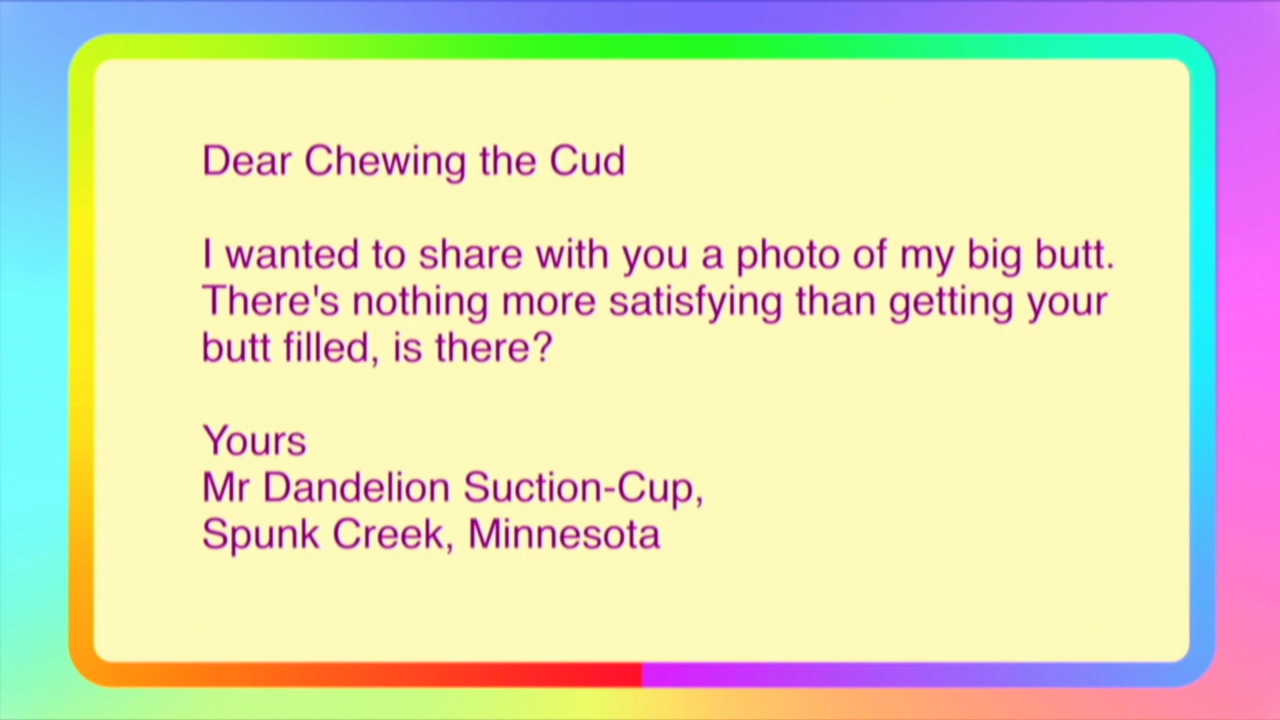 Dear Chewing the Cud
I wanted to share with you a photo of my big butt.
There's nothing more satisfying than getting your
butt filled, is there?
Yours
Mr Dandelion Suction-Cup,
Spunk Creek, Minnesota